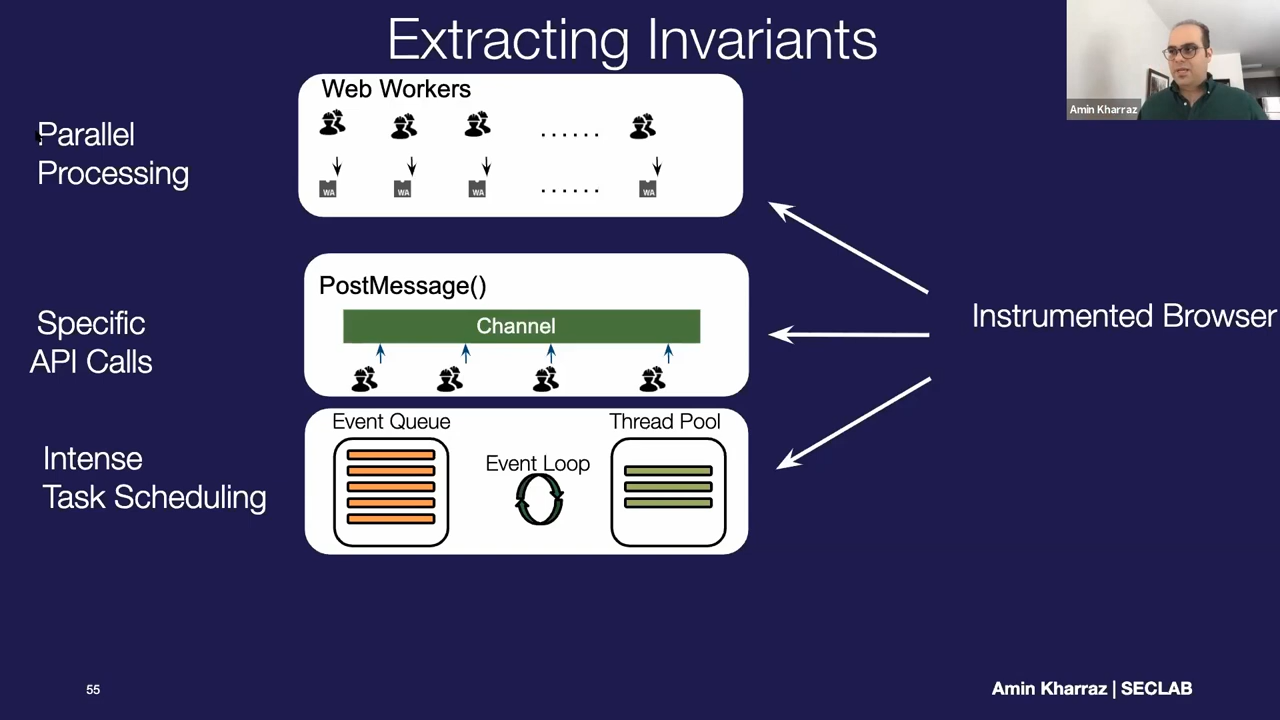 Extracting Invariants
Amin Kharraz
Parallel
Processing
Web Workers
......
WA
WA
WA
......
WA
Specific
API Calls
PostMessage()
Channel
Instrumented Browser
Intense
Task Scheduling
Event Queue
Event Loop
Thread Pool
55
Amin Kharraz | SECLAB